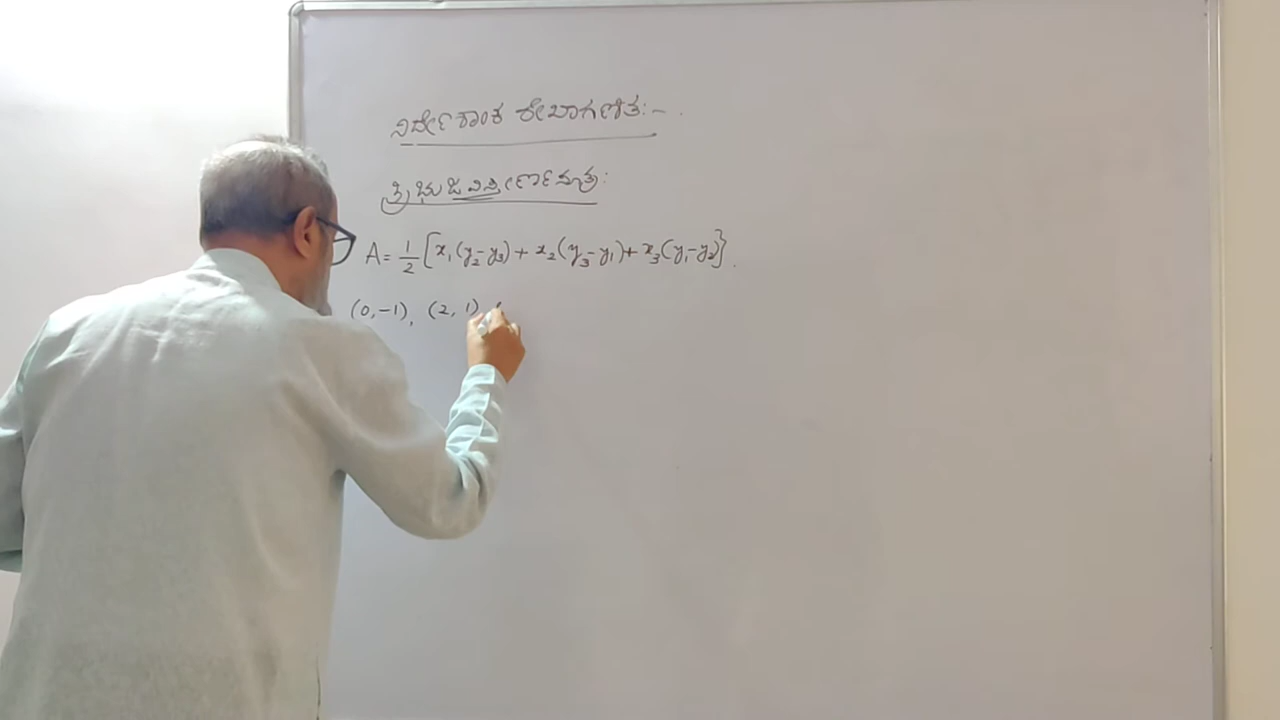 ನಿರ್ದೇಶಾಂಕ ರೇಖಾಗಣಿತ:-
ತ್ರಿಭುಜ ವಿಸ್ತೀರ್ಣ ಸೂತ್ರ:
A = 1/2 [x₁(y₂-y₃) + x₂(y₃-y₁) + x₃(y₁-y₂)}
(0,-1), (2, 1)